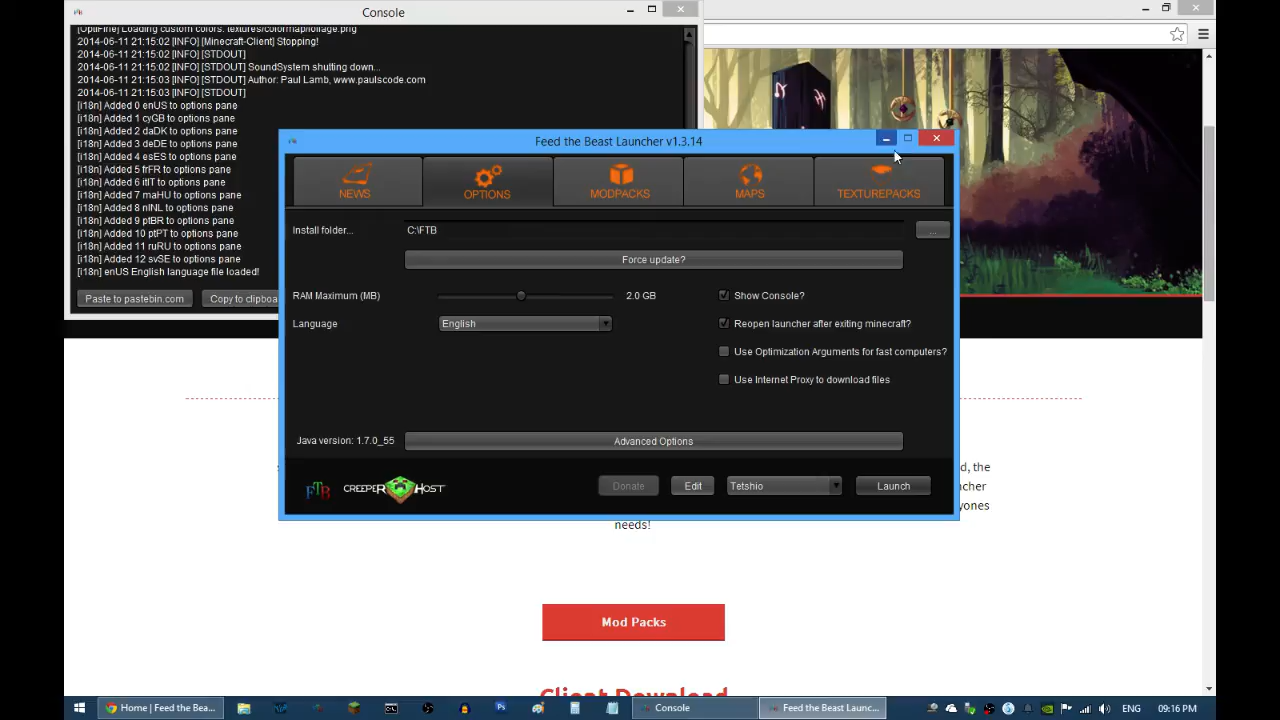 Console
[OptiFine] Loading custom colors: textures/colormap/foliage.png
2014-06-11 21:15:02 [INFO] [Minecraft-Client] Stopping!
2014-06-11 21:15:02 [INFO] [STDOUT]
2014-06-11 21:15:02 [INFO] [STDOUT] SoundSystem shutting down...
2014-06-11 21:15:03 [INFO] [STDOUT] Author: Paul Lamb, www.paulscode.com
2014-06-11 21:15:03 [INFO] [STDOUT]
[i18n] Added 0 enUS to options pane
[i18n] Added 1 cyGB to options pane
[i18n] Added 2 daDK to options pane
[i18n] Added 3 deDE to options pane
[i18n] Added 4 esES to options pane
[i18n] Added 5 frFR to options pane
[i18n] Added 6 itIT to options pane
[i18n] Added 7 maHU to options pane
[i18n] Added 8 nlNL to options pane
[i18n] Added 9 ptBR to options pane
[i18n] Added 10 ptPT to options pane
[i18n] Added 11 ruRU to options pane
[i18n] Added 12 svSE to options pane
[i18n] enUS English language file loaded!
Paste to pastebin.com Copy to clipboa
Feed the Beast Launcher v1.3.14
NEWS OPTIONS MODPACKS MAPS TEXTUREPACKS
Install folder... C:\FTB ...
Force update?
RAM Maximum (MB) 2.0 GB Show Console?
Language English Reopen launcher after exiting minecraft?
Use Optimization Arguments for fast computers?
Use Internet Proxy to download files
Java version: 1.7.0_55 Advanced Options
FTB CREEPER HOST Donate Edit Tetshio Launch
d, the
ncher
yones
needs!
Mod Packs
Client Download
Home | Feed the Bea... Console Feed the Beast Launc... ENG 09:16 PM